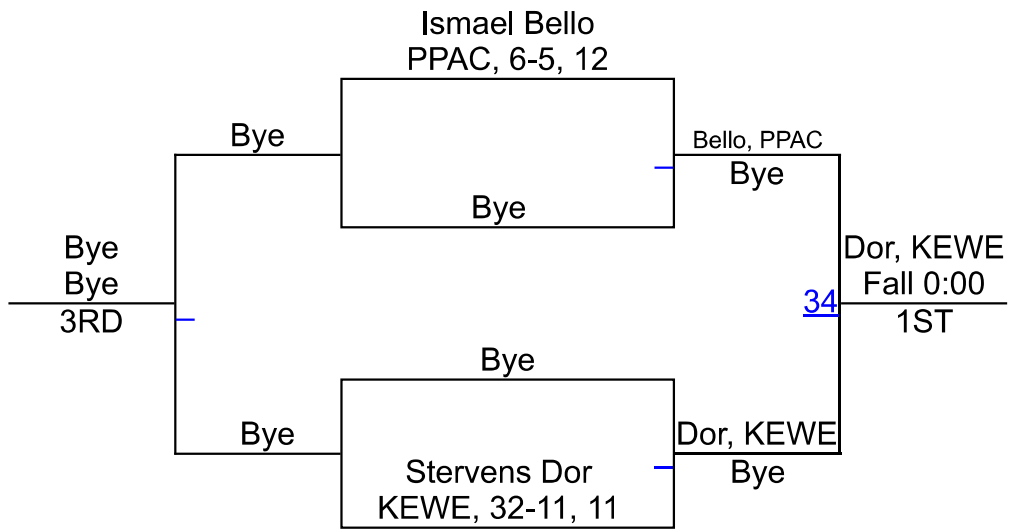 Ismael Bello
PPAC, 6-5, 12
Bye
Bello, PPAC
Bye
Bye
Bye
Bye
3RD
Dor, KEWE
Fall 0:00
34
1ST
Bye
Bye
Dor, KEWE
Bye
Stervens Dor
KEWE, 32-11, 11